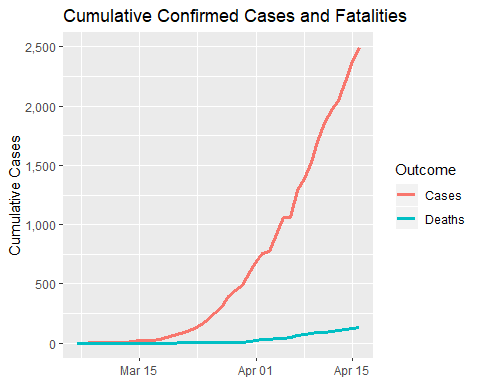 Cumulative Confirmed Cases and Fatalities
Cumulative Cases
2,500
2,000
1,500
1,000
500
0
Mar 15
Apr 01
Apr 15
Outcome
Cases
Deaths